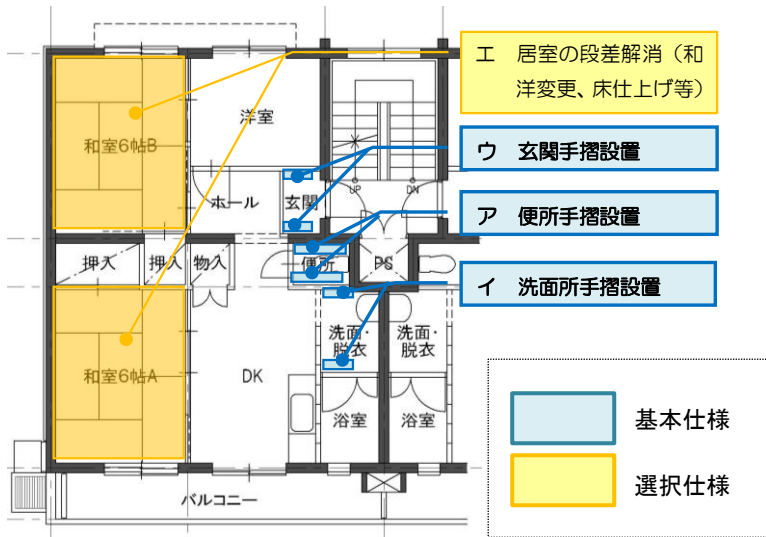 エ 居室の段差解消（和
洋変更、床仕上げ等）
洋室
和室6帖B
ウ 玄関手摺設置
UP
DN
ホール
玄関
ア 便所手摺設置
押入
押入
物入
便所
PS
イ 洗面所手摺設置
洗面・
脱衣
洗面・
脱衣
和室6帖A
DK
浴室
浴室
基本仕様
選択仕様
バルコニー